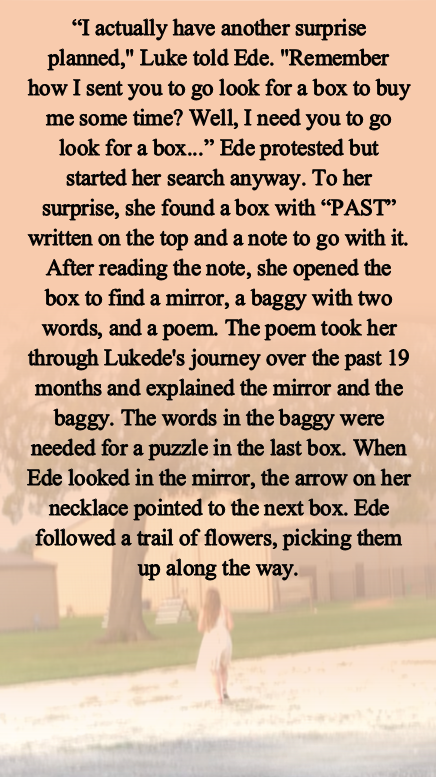 “I actually have another surprise
planned," Luke told Ede. "Remember
how I sent you to go look for a box to buy
me some time? Well, I need you to go
look for a box...” Ede protested but
started her search anyway. To her
surprise, she found a box with “PAST”
written on the top and a note to go with it.
After reading the note, she opened the
box to find a mirror, a baggy with two
words, and a poem. The poem took her
through Lukede's journey over the past 19
months and explained the mirror and the
baggy. The words in the baggy were
needed for a puzzle in the last box. When
Ede looked in the mirror, the arrow on her
necklace pointed to the next box. Ede
followed a trail of flowers, picking them
up along the way.